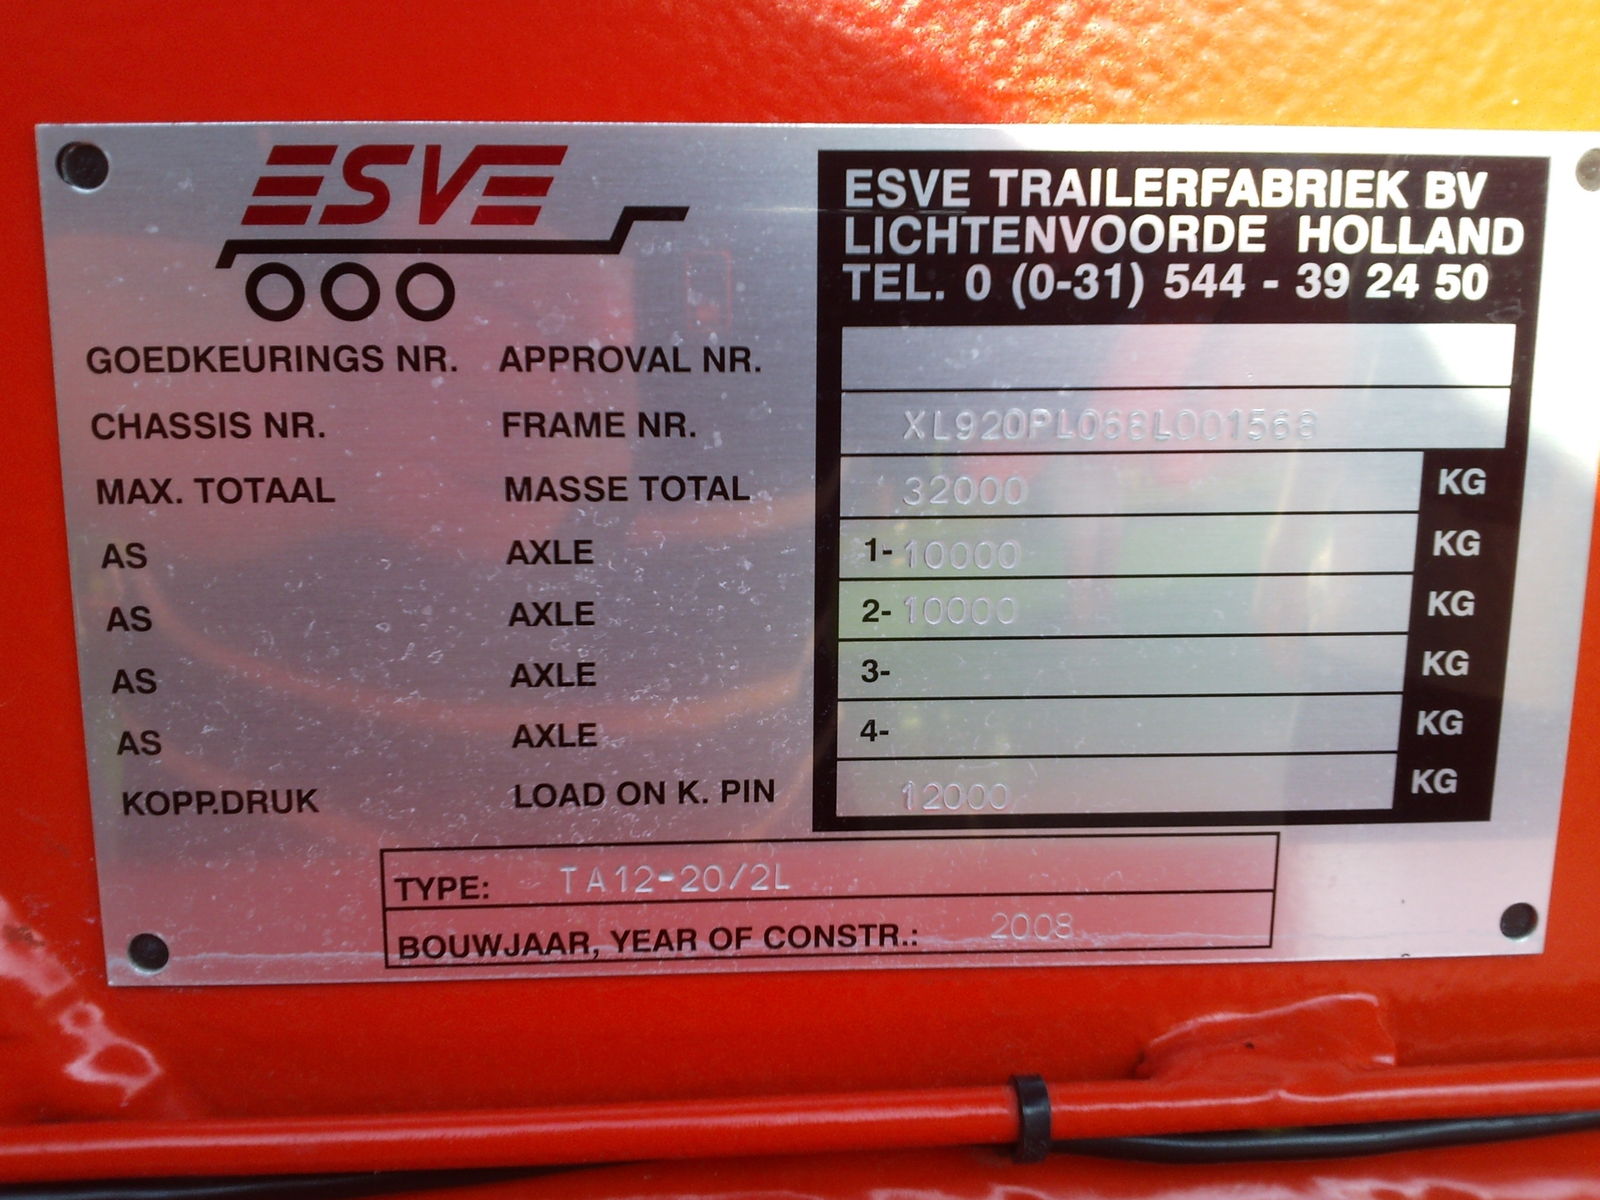 ESVE
ESVE TRAILERFABRIEK BV
LICHTENVOORDE HOLLAND
TEL. 0 (0-31) 544 - 39 24 50
GOEDKEURINGS NR. APPROVAL NR.
CHASSIS NR. FRAME NR. XL920PL068L001568
MAX. TOTAAL MASSE TOTAL 32000 KG
AS AXLE 1- 10000 KG
AS AXLE 2- 10000 KG
AS AXLE 3- KG
AS AXLE 4- KG
KOPP.DRUK LOAD ON K. PIN 12000 KG
TYPE: TA12-20/2L
BOUWJAAR, YEAR OF CONSTR.: 2008